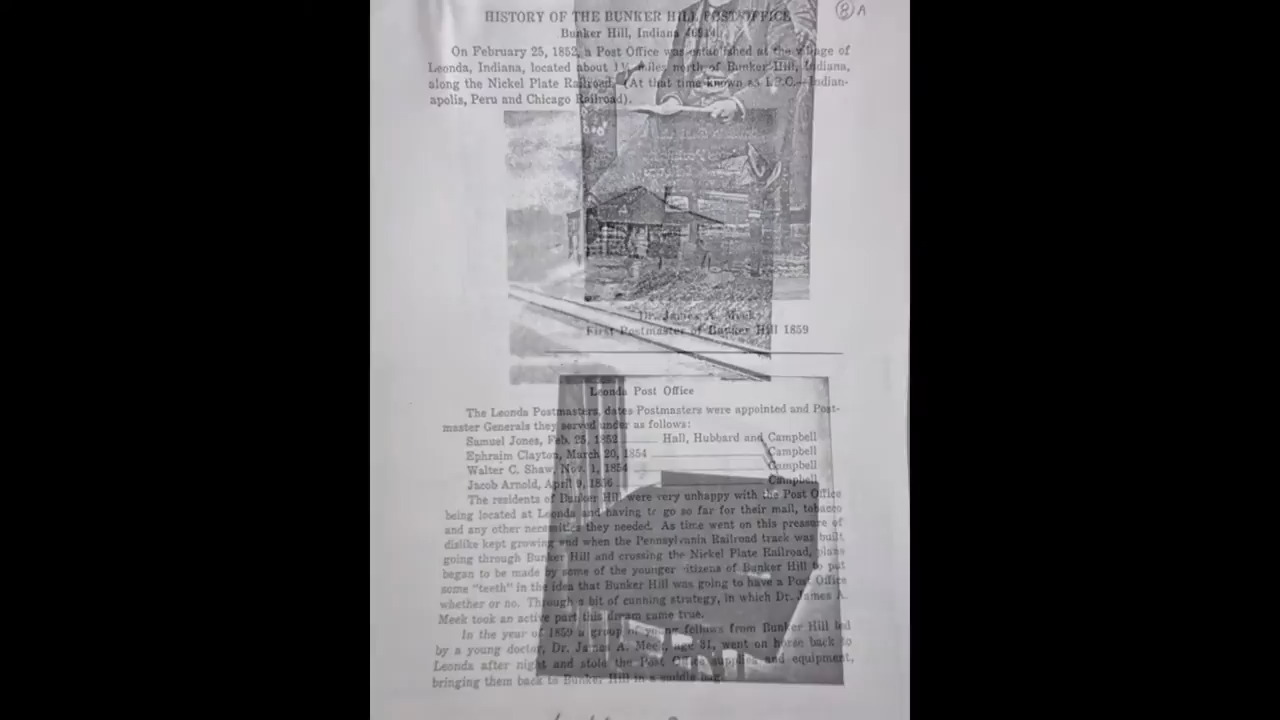 HISTORY OF THE BUNKER HILL POST OFFICE
8 A
Bunker Hill, Indiana
On February 25, 1852, a Post Office was established at the village of
Leonda, Indiana, located about miles north of Bunker Hill, Indiana,
along the Nickel Plate Railroad. (At that time known as I.P.C.—Indian-
apolis, Peru and Chicago Railroad).
Dr. James A. Meek
First Postmaster of Bunker Hill 1859
Leonda Post Office
The Leonda Postmasters, dates Postmasters were appointed and Post-
master Generals they served under as follows:
Samuel Jones, Feb. 25, 1852 Hall, Hubbard and Campbell
Ephraim Clayton, March 20, 1854 Campbell
Walter C. Shaw, Nov. 1, 1854 Campbell
Jacob Arnold, April 9, 1856 Campbell
The residents of Bunker Hill were very unhappy with the Post Office
being located at Leonda and having to go so far for their mail, tobacco
and any other necessities they needed. As time went on this pressure of
dislike kept growing and when the Pennsylvania Railroad track was built
going through Bunker Hill and crossing the Nickel Plate Railroad, plans
began to be made by some of the younger citizens of Bunker Hill to put
some "teeth" in the idea that Bunker Hill was going to have a Post Office
whether or no. Through a bit of cunning strategy, in which Dr. James A.
Meek took an active part this dream came true.
In the year of 1859 a group of young fellows from Bunker Hill led
by a young doctor, Dr. James A. Meek, age 31, went on horse back to
Leonda after night and stole the Post Office supplies and equipment,
bringing them back to Bunker Hill in a saddle bag.